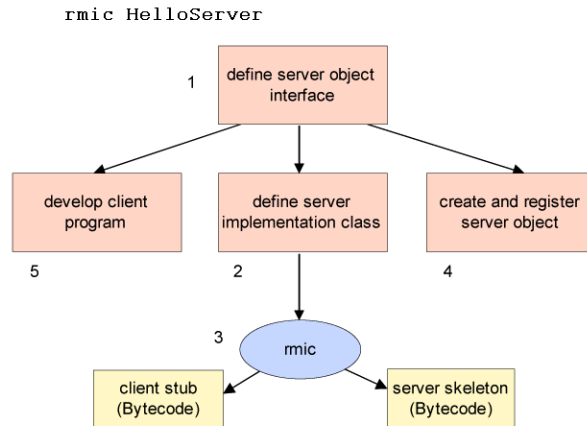 rmic HelloServer
1
define server object
interface
develop client
program
define server
implementation class
create and register
server object
5
2
4
3
rmic
client stub
(Bytecode)
server skeleton
(Bytecode)